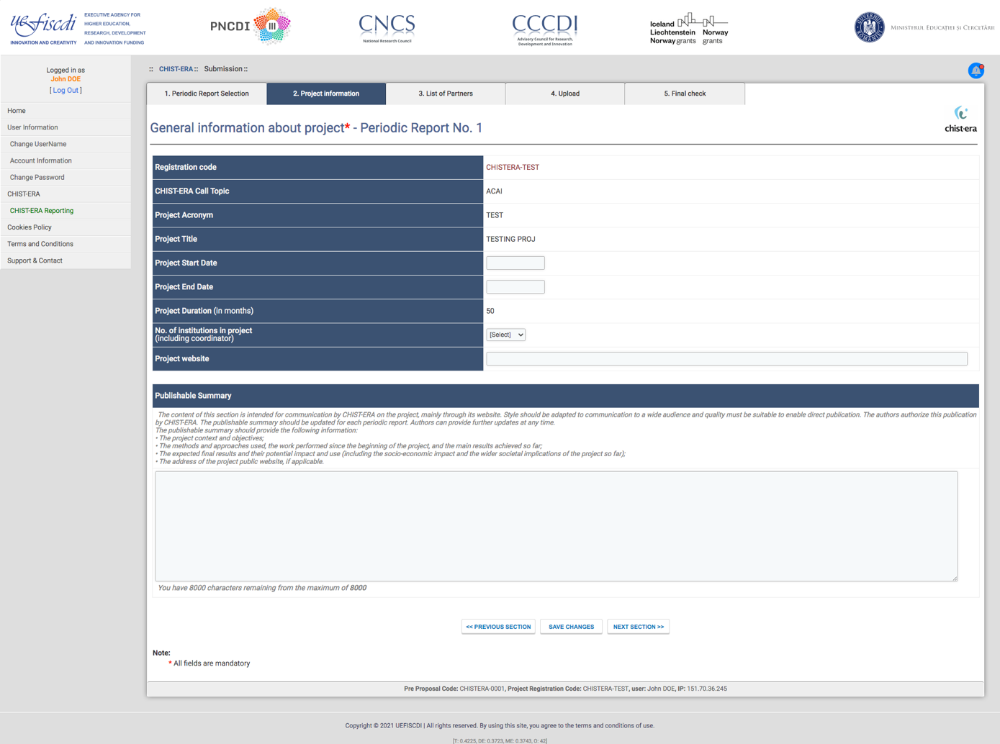 uefiscdi
INNOVATION AND CREATIVITY
EXECUTIVE AGENCY FOR
HIGHER EDUCATION,
RESEARCH, DEVELOPMENT
AND INNOVATION FUNDING
PNCDI III
CNCS
National Research Council
CCCDI
Advisory Council for Research,
Development and Innovation
Iceland
Liechtenstein
Norway grants
Norway
grants
GUVERNUL ROMÂNIEI
MINISTERUL EDUCAȚIEI ȘI CERCETĂRII
Logged in as
John DOE
[ Log Out ]
Home
User Information
Change UserName
Account Information
Change Password
CHIST-ERA
CHIST-ERA Reporting
Cookies Policy
Terms and Conditions
Support & Contact
:: CHIST-ERA :: Submission ::
1. Periodic Report Selection
2. Project information
3. List of Partners
4. Upload
5. Final check
General information about project* - Periodic Report No. 1
chist-era
Registration code CHISTERA-TEST
CHIST-ERA Call Topic ACAI
Project Acronym TEST
Project Title TESTING PROJ
Project Start Date
Project End Date
Project Duration (in months) 50
No. of institutions in project
(including coordinator) [Select]
Project website
Publishable Summary
The content of this section is intended for communication by CHIST-ERA on the project, mainly through its website. Style should be adapted to communication to a wide audience and quality must be suitable to enable direct publication. The authors authorize this publication
by CHIST-ERA. The publishable summary should be updated for each periodic report. Authors can provide further updates at any time.
The publishable summary should provide the following information:
• The project context and objectives;
• The methods and approaches used, the work performed since the beginning of the project, and the main results achieved so far;
• The expected final results and their potential impact and use (including the socio-economic impact and the wider societal implications of the project so far);
• The address of the project public website, if applicable.
You have 8000 characters remaining from the maximum of 8000
<< PREVIOUS SECTION
SAVE CHANGES
NEXT SECTION >>
Note:
* All fields are mandatory
Pre Proposal Code: CHISTERA-0001, Project Registration Code: CHISTERA-TEST, user: John DOE, IP: 151.70.36.245
Copyright © 2021 UEFISCDI | All rights reserved. By using this site, you agree to the terms and conditions of use.
[T: 0.4225, DE: 0.3723, ME: 0.3743, O: 42]